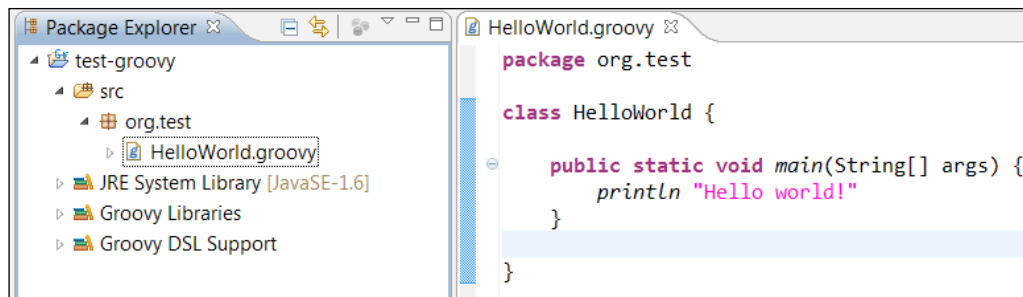 Package Explorer
test-groovy
src
org.test
HelloWorld.groovy
JRE System Library [JavaSE-1.6]
Groovy Libraries
Groovy DSL Support
HelloWorld.groovy
package org.test
class HelloWorld {
public static void main(String[] args) {
println "Hello world!"
}
}